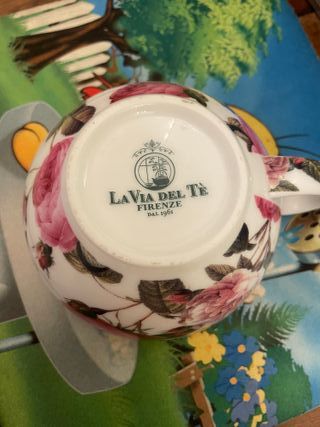 LA VIA DEL TÈ
FIRENZE
DAL 1961